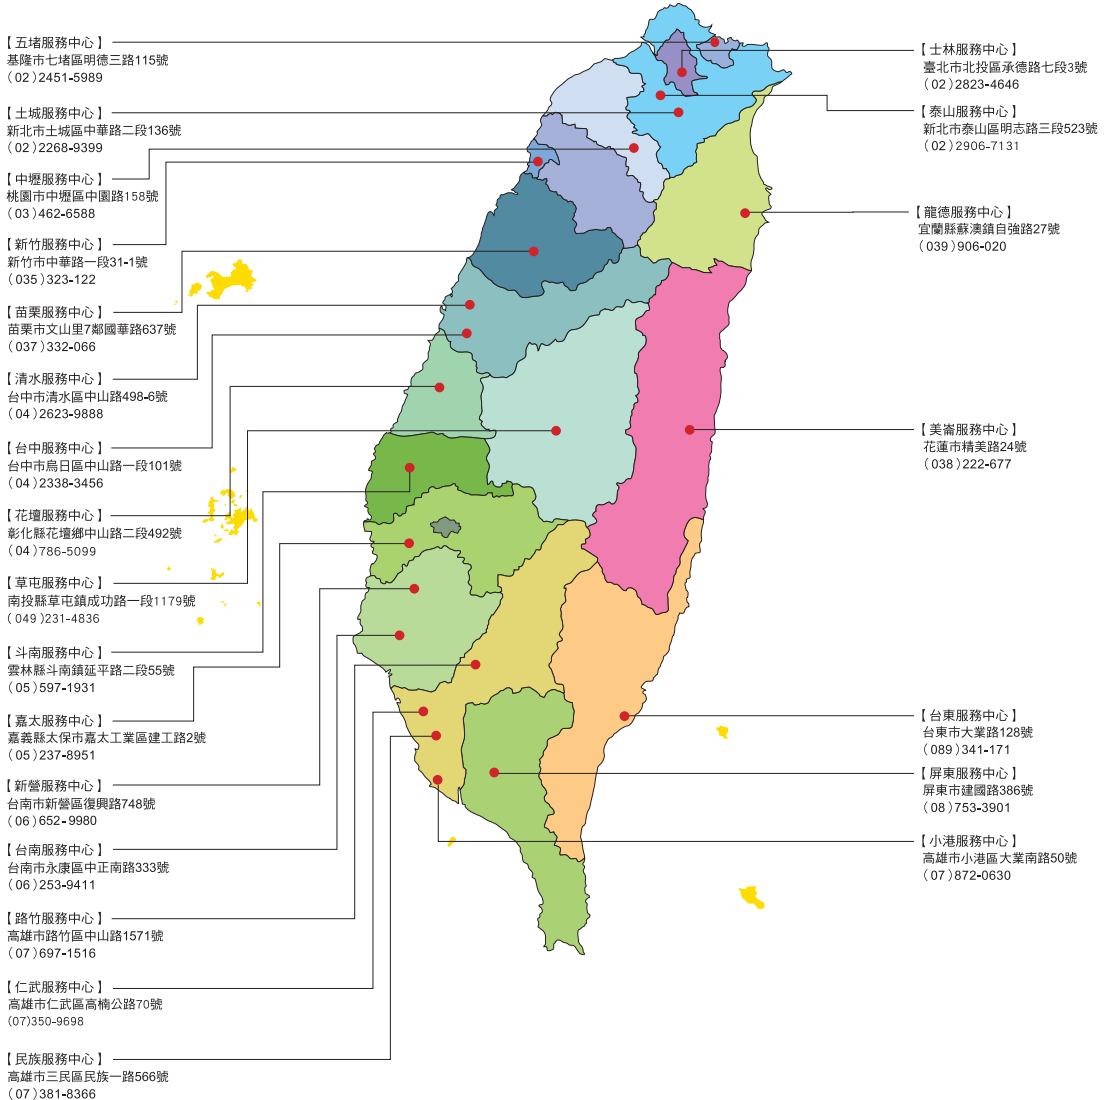 【五堵服務中心】
基隆市七堵區明德三路115號
(02)2451-5989
【土城服務中心】
新北市土城區中華路二段136號
(02)2268-9399
【中壢服務中心】
桃園市中壢區中園路158號
(03)462-6588
【新竹服務中心】
新竹市中華路一段31-1號
(035)323-122
【苗栗服務中心】
苗栗市文山里7鄰國華路637號
(037)332-066
【清水服務中心】
台中市清水區中山路498-6號
(04)2623-9888
【台中服務中心】
台中市烏日區中山路一段101號
(04)2338-3456
【花壇服務中心】
彰化縣花壇鄉中山路二段492號
(04)786-5099
【草屯服務中心】
南投縣草屯鎮成功路一段1179號
(049)231-4836
【斗南服務中心】
雲林縣斗南鎮延平路二段55號
(05)597-1931
【嘉太服務中心】
嘉義縣太保市嘉太工業區建工路2號
(05)237-8951
【新營服務中心】
台南市新營區復興路748號
(06)652-9980
【台南服務中心】
台南市永康區中正南路333號
(06)253-9411
【路竹服務中心】
高雄市路竹區中山路1571號
(07)697-1516
【仁武服務中心】
高雄市仁武區高楠公路70號
(07)350-9698
【民族服務中心】
高雄市三民區民族一路566號
(07)381-8366
【士林服務中心】
臺北市北投區承德路七段3號
(02)2823-4646
【泰山服務中心】
新北市泰山區明志路三段523號
(02)2906-7131
【龍德服務中心】
宜蘭縣蘇澳鎮自強路27號
(039)906-020
【美崙服務中心】
花蓮市精美路24號
(038)222-677
【台東服務中心】
台東市大業路128號
(089)341-171
【屏東服務中心】
屏東市建國路386號
(08)753-3901
【小港服務中心】
高雄市小港區大業南路50號
(07)872-0630